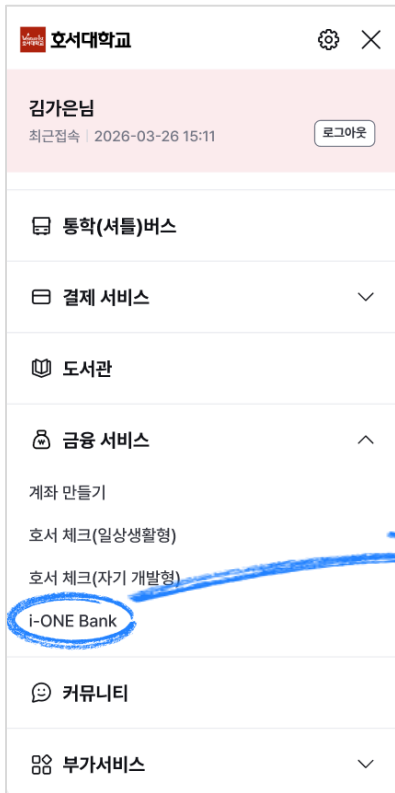 호서대학교
김가은님
최근접속 | 2026-03-26 15:11
로그아웃
통학(셔틀)버스
결제 서비스
도서관
금융 서비스
계좌 만들기
호서 체크(일상생활형)
호서 체크(자기 개발형)
i-ONE Bank
커뮤니티
부가서비스